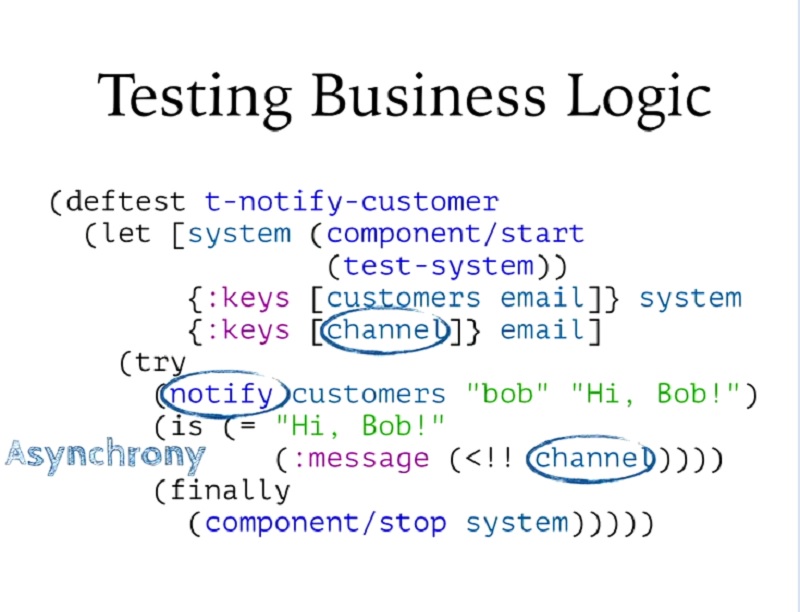 Testing Business Logic
(deftest t-notify-customer
(let [system (component/start
(test-system))
{:keys [customers email]} system
{:keys [channel]} email]
(try
(notify customers "bob" "Hi, Bob!")
(is (= "Hi, Bob!"
Asynchrony
(:message (<!! channel))))
(finally
(component/stop system)))))